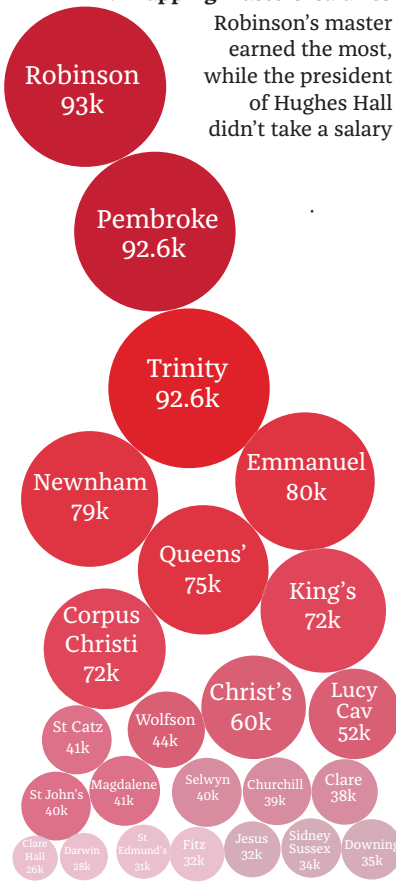 Robinson's master
earned the most,
while the president
of Hughes Hall
didn't take a salary
Robinson
93k
Pembroke
92.6k
Trinity
92.6k
Emmanuel
80k
Newnham
79k
Queens'
75k
King's
72k
Corpus
Christi
72k
Christ's
60k
Lucy
Cav
52k
St Catz
41k
Wolfson
44k
St John's
40k
Magdalene
41k
Selwyn
40k
Churchill
39k
Clare
38k
Clare
Hall
26k
Darwin
28k
St
Edmund's
31k
Fitz
32k
Jesus
32k
Sidney
Sussex
34k
Downing
35k